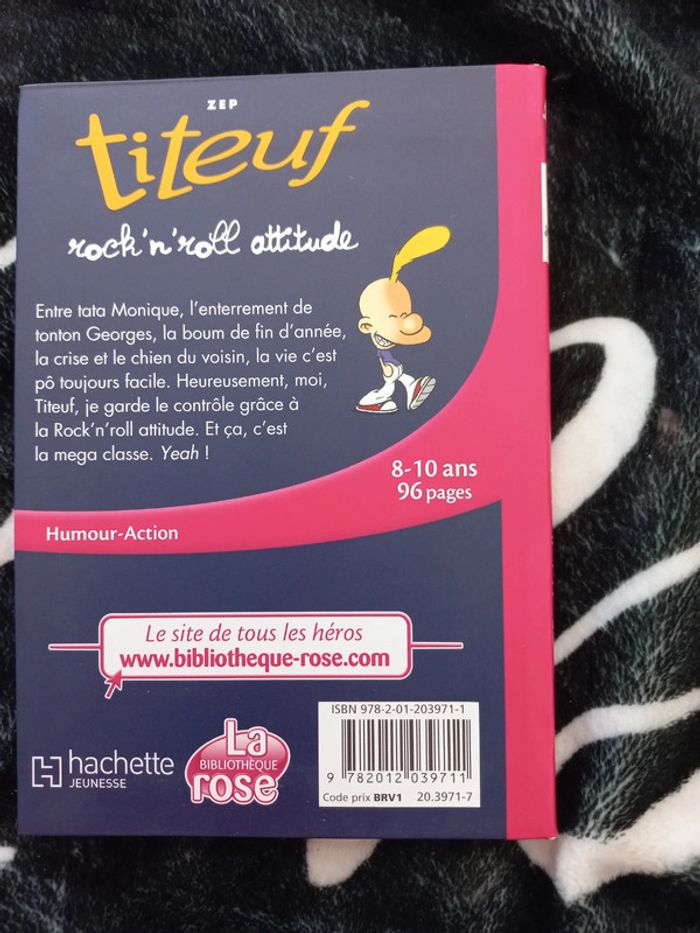 ZEP
titeuf
rock'n'roll attitude
Entre tata Monique, l'enterrement de
tonton Georges, la boum de fin d'année,
la crise et le chien du voisin, la vie c'est
pô toujours facile. Heureusement, moi,
Titeuf, je garde le contrôle grâce à
la Rock'n'roll attitude. Et ça, c'est
la mega classe. Yeah !
8-10 ans
96 pages
Humour-Action
Le site de tous les héros
www.bibliotheque-rose.com
hachette
JEUNESSE
La
BIBLIOTHÈQUE
rose
ISBN 978-2-01-203971-1
9 782012 039711
Code prix BRV1 20.3971-7